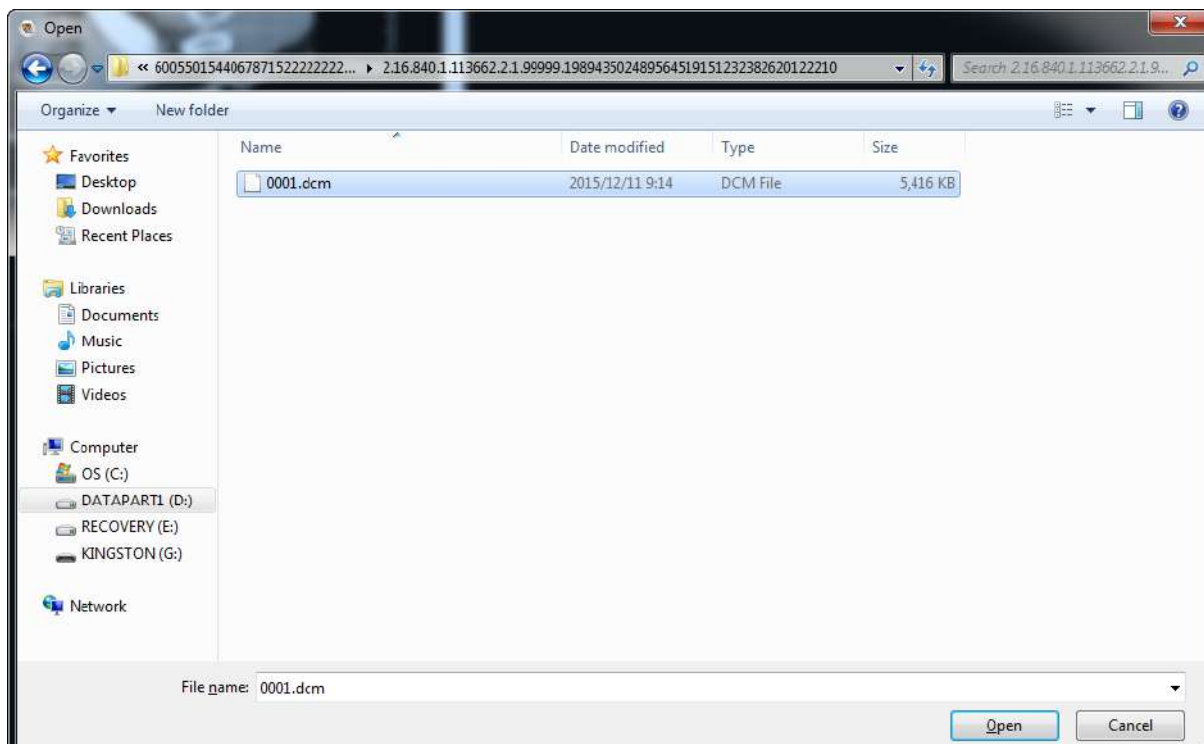 Open
« 6005501544067871522222222... ▸ 2.16.840.1.113662.2.1.99999.198943502489564519151232382620122210
Search 2.16.840.1.113662.2.1.9...
Organize ▾ New folder
Name Date modified Type Size
0001.dcm 2015/12/11 9:14 DCM File 5,416 KB
Favorites
Desktop
Downloads
Recent Places
Libraries
Documents
Music
Pictures
Videos
Computer
OS (C:)
DATAPART1 (D:)
RECOVERY (E:)
KINGSTON (G:)
Network
File name: 0001.dcm
Open Cancel